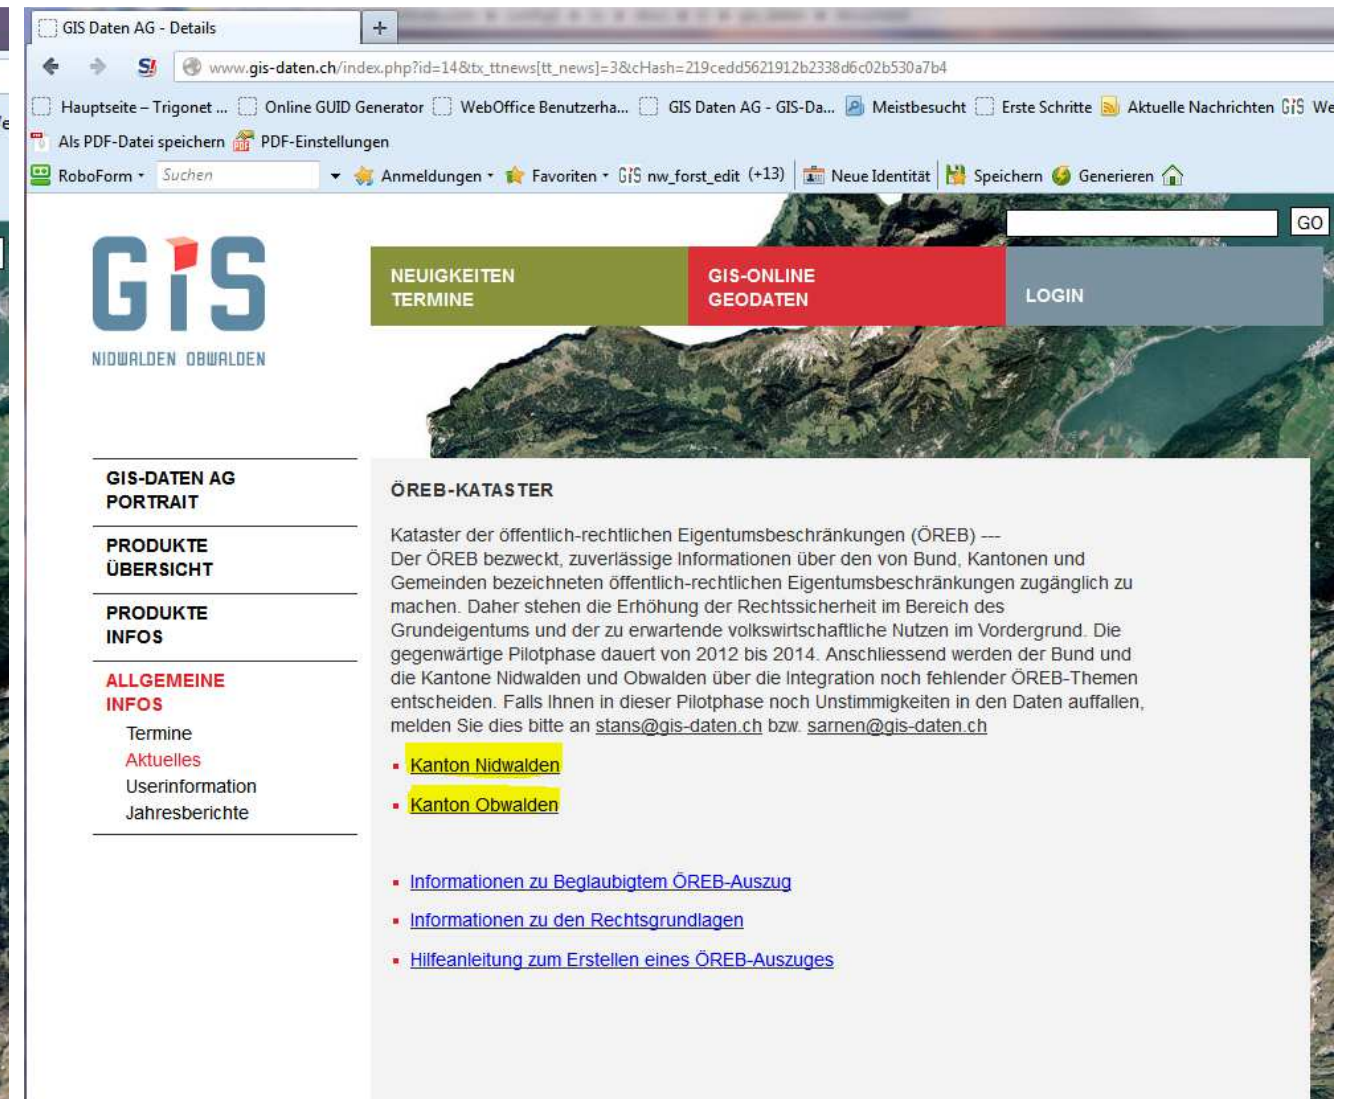 GIS Daten AG - Details
www.gis-daten.ch/index.php?id=14&tx_ttnews[tt_news]=3&cHash=219cedd5621912b2338d6c02b530a7b4
Hauptseite – Trigonet ... Online GUID Generator WebOffice Benutzerha... GIS Daten AG - GIS-Da... Meistbesucht Erste Schritte Aktuelle Nachrichten GIS We
Als PDF-Datei speichern PDF-Einstellungen
RoboForm Suchen Anmeldungen Favoriten GIS nw_forst_edit (+13) Neue Identität Speichern Generieren
GO
GIS
NIDWALDEN OBWALDEN
NEUIGKEITEN
TERMINE
GIS-ONLINE
GEODATEN
LOGIN
GIS-DATEN AG
PORTRAIT
PRODUKTE
ÜBERSICHT
PRODUKTE
INFOS
ALLGEMEINE
INFOS
Termine
Aktuelles
Userinformation
Jahresberichte
ÖREB-KATASTER
Kataster der öffentlich-rechtlichen Eigentumsbeschränkungen (ÖREB) ---
Der ÖREB bezweckt, zuverlässige Informationen über den von Bund, Kantonen und
Gemeinden bezeichneten öffentlich-rechtlichen Eigentumsbeschränkungen zugänglich zu
machen. Daher stehen die Erhöhung der Rechtssicherheit im Bereich des
Grundeigentums und der zu erwartende volkswirtschaftliche Nutzen im Vordergrund. Die
gegenwärtige Pilotphase dauert von 2012 bis 2014. Anschliessend werden der Bund und
die Kantone Nidwalden und Obwalden über die Integration noch fehlender ÖREB-Themen
entscheiden. Falls Ihnen in dieser Pilotphase noch Unstimmigkeiten in den Daten auffallen,
melden Sie dies bitte an stans@gis-daten.ch bzw. sarnen@gis-daten.ch
Kanton Nidwalden
Kanton Obwalden
Informationen zu Beglaubigtem ÖREB-Auszug
Informationen zu den Rechtsgrundlagen
Hilfeanleitung zum Erstellen eines ÖREB-Auszuges